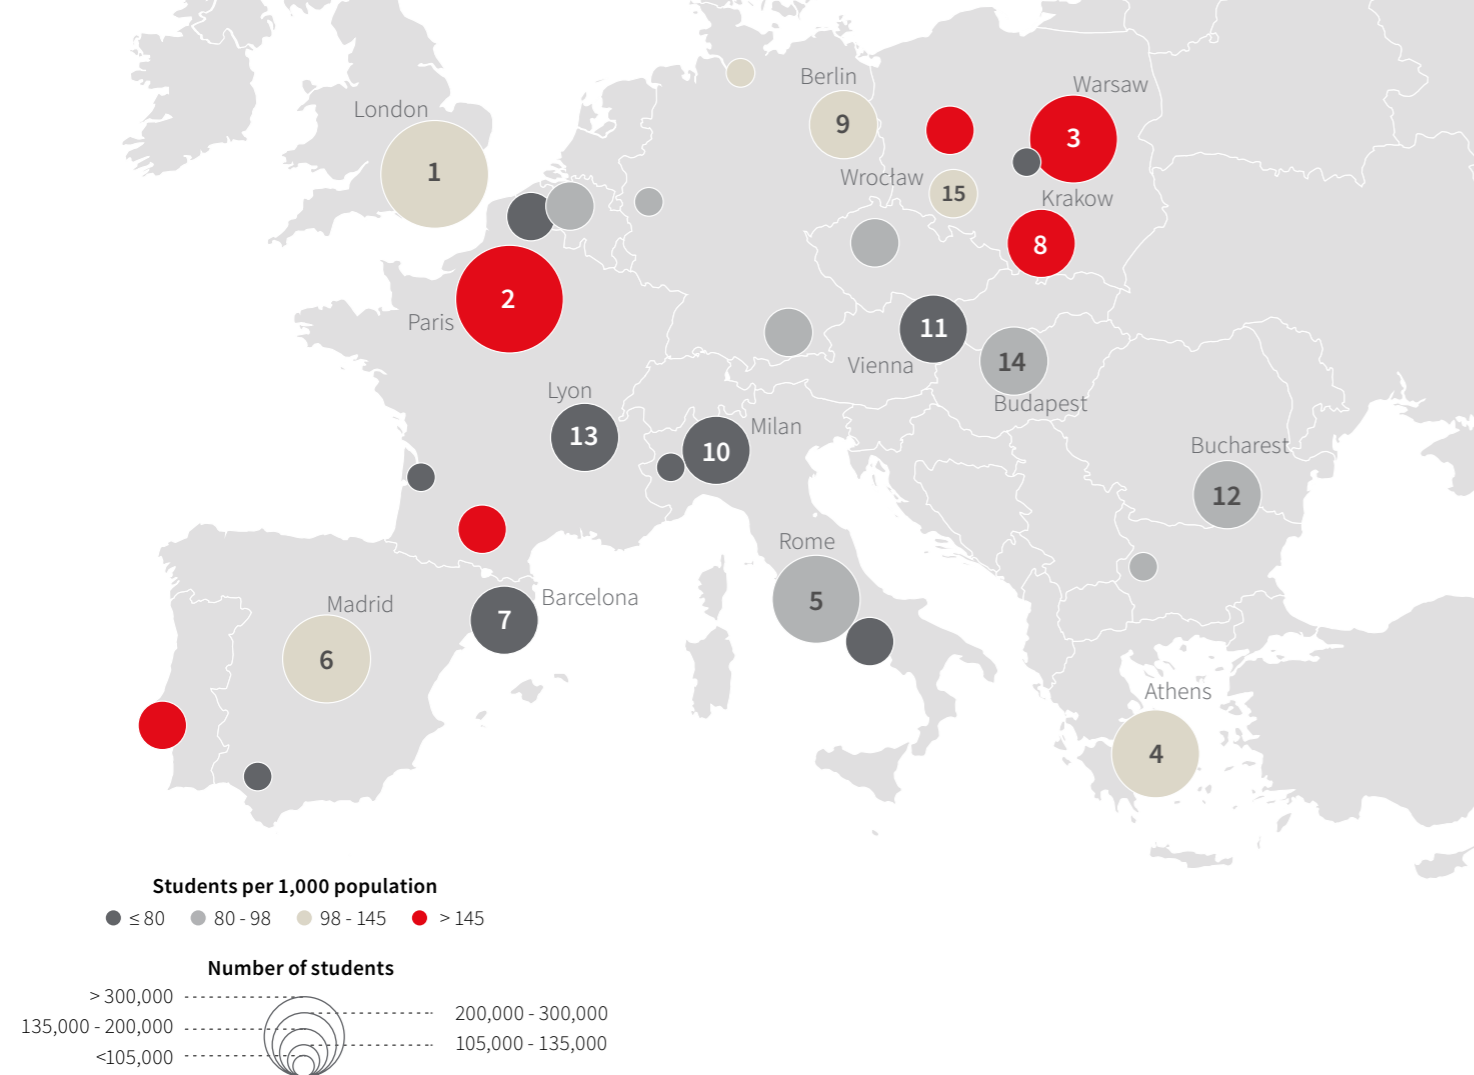 Berlin
9
Warsaw
3
London
1
Wrocław
15
Krakow
8
2
Paris
11
Vienna
14
Budapest
Lyon
13
Milan
10
Bucharest
12
Rome
5
Madrid
6
Barcelona
7
Athens
4
Students per 1,000 population
≤ 80 80 - 98 98 - 145 > 145
Number of students
> 300,000
200,000 - 300,000
135,000 - 200,000
105,000 - 135,000
<105,000